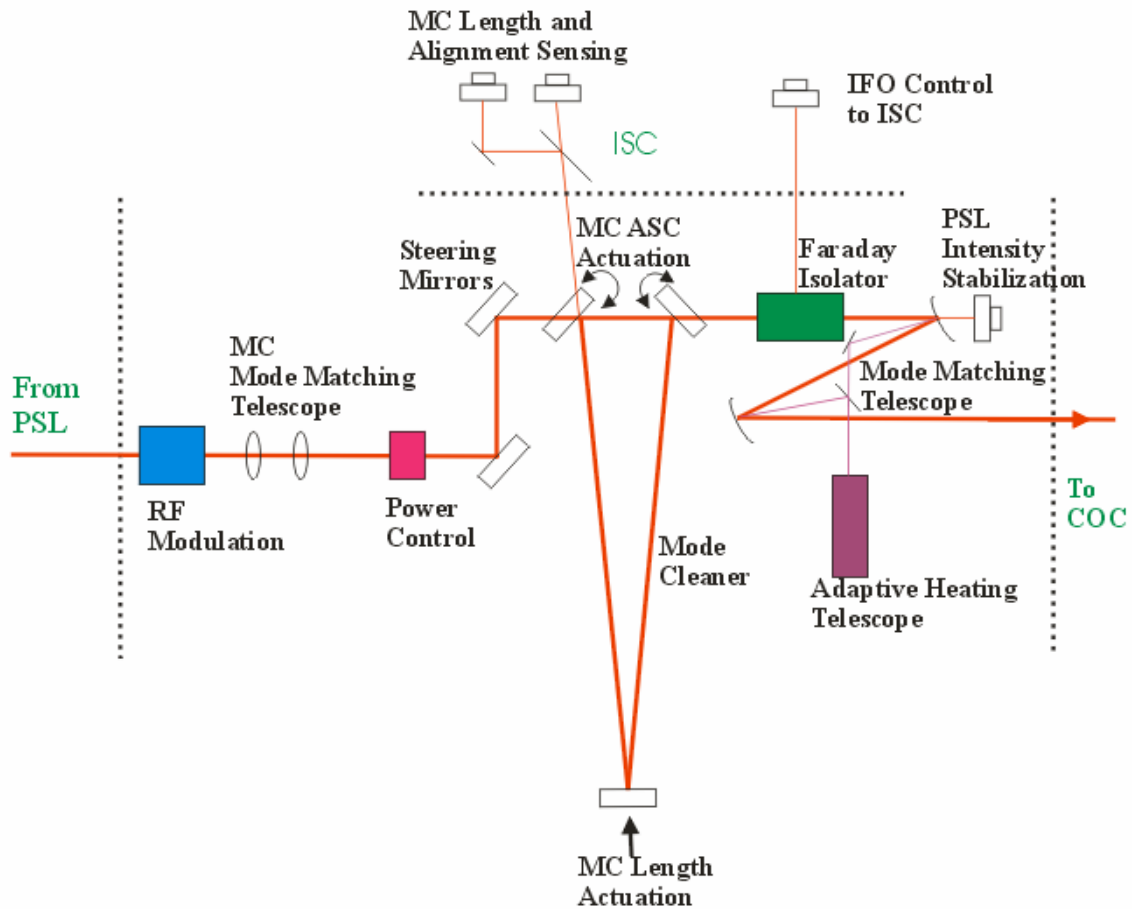 MC Length and
Alignment Sensing
IFO Control
to ISC
ISC
MC ASC
Actuation
Steering
Mirrors
Faraday
Isolator
PSL
Intensity
Stabilization
MC
Mode Matching
Telescope
From
PSL
Mode Matching
Telescope
RF
Modulation
Power
Control
To
COC
Mode
Cleaner
Adaptive Heating
Telescope
MC Length
Actuation